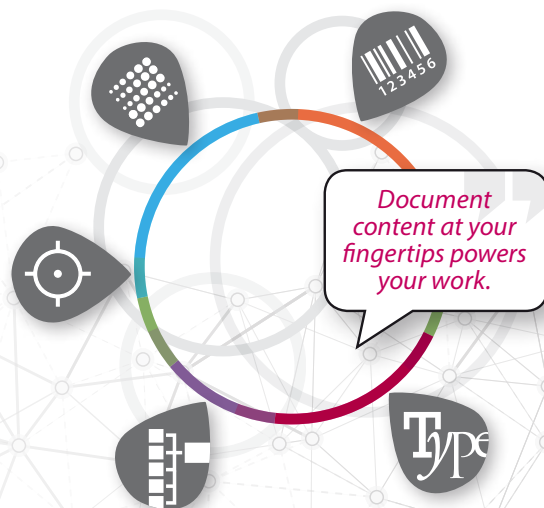 123456
Document
content at your
fingertips powers
your work.
Type